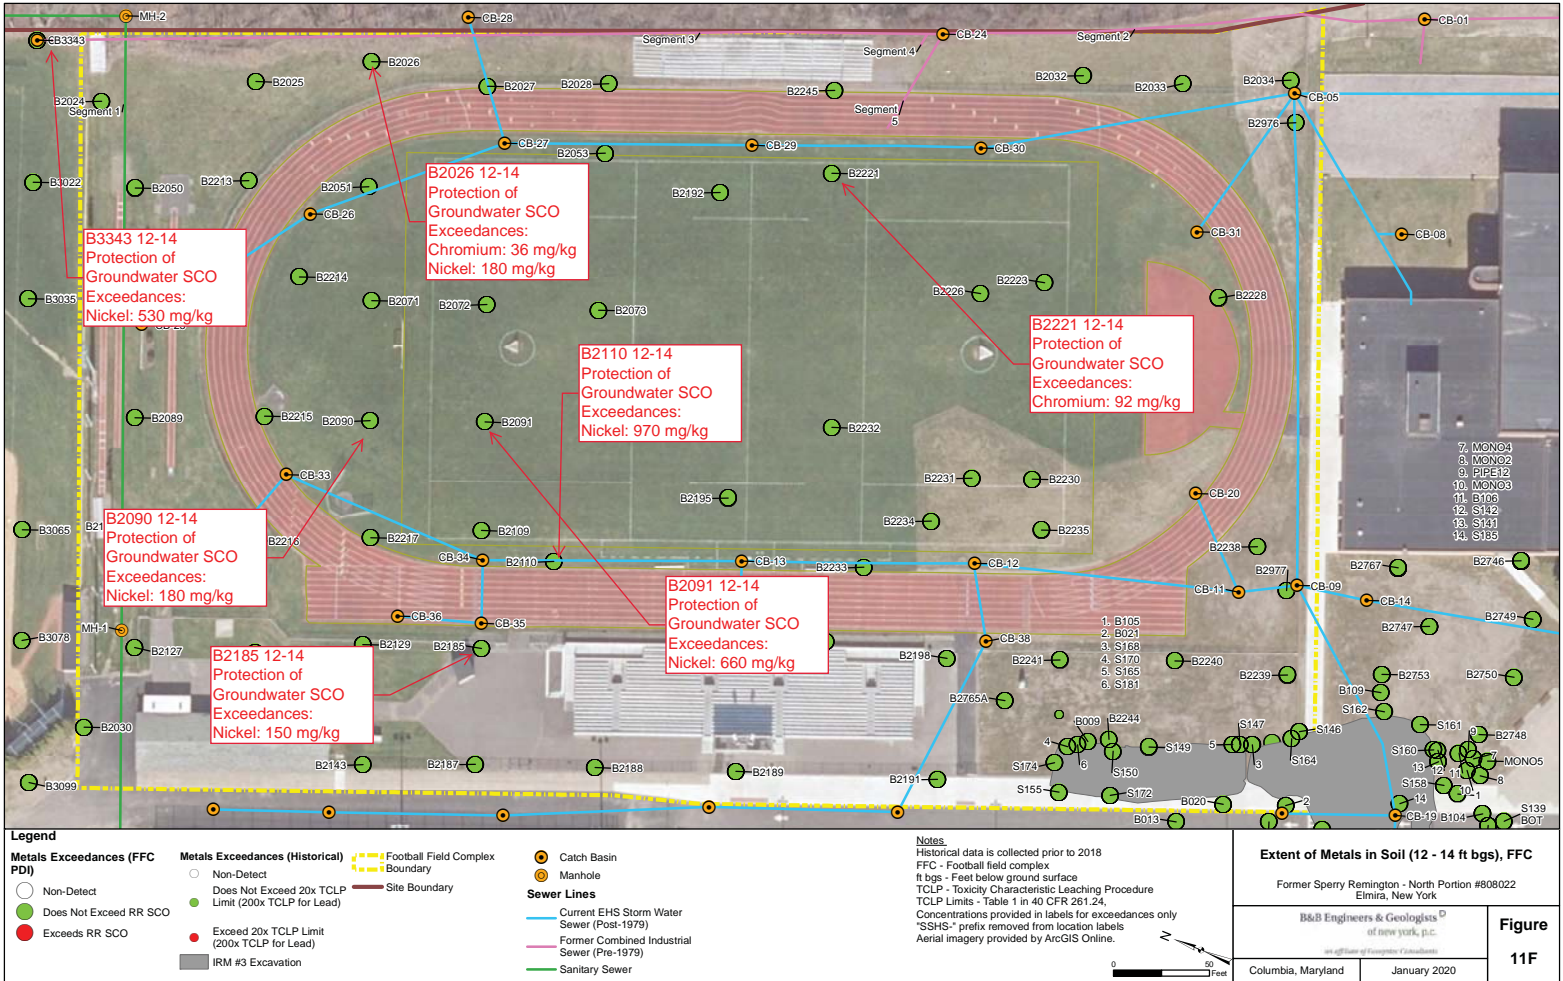 MH-2
CB-28
CB-01
CB3343
Segment 3
Segment 4
CB-24
Segment 2
B2026
B2025
B2027
B2028
B2245
B2032
B2033
B2034
CB-05
B2024
Segment 1
Segment
5
B2976
CB-27
B2053
CB-29
CB-30
B3022
B2050
B2213
B2051
B2192
B2221
CB-26
CB-31
CB-08
B2026 12-14
Protection of
Groundwater SCO
Exceedances:
Chromium: 36 mg/kg
Nickel: 180 mg/kg
B3343 12-14
Protection of
Groundwater SCO
Exceedances:
Nickel: 530 mg/kg
B3035
B2214
B2071
B2072
B2073
B2226
B2223
B2228
B2221 12-14
Protection of
Groundwater SCO
Exceedances:
Chromium: 92 mg/kg
B2110 12-14
Protection of
Groundwater SCO
Exceedances:
Nickel: 970 mg/kg
B2089
B2215
B2090
B2091
B2232
CB-33
B2231
B2230
B2195
CB-20
7. MONO4
8. MONO2
9. PIPE12
10. MONO3
11. B106
12. S142
13. S141
14. S185
B3065
B21
B2216
B2217
B2109
B2234
B2235
B2238
B2090 12-14
Protection of
Groundwater SCO
Exceedances:
Nickel: 180 mg/kg
CB-34
B2110
CB-13
B2233
CB-12
B2977
CB-11
CB-09
B2767
B2746
CB-14
B2749
B2747
B2091 12-14
Protection of
Groundwater SCO
Exceedances:
Nickel: 660 mg/kg
CB-36
CB-35
B3078
MH-1
B2127
B2129
B2185
CB-38
B2198
B2241
B2240
B2239
1. B105
2. B021
3. S168
4. S170
5. S165
6. S181
B2185 12-14
Protection of
Groundwater SCO
Exceedances:
Nickel: 150 mg/kg
B2765A
B2753
B109
S162
B2750
B2030
B009
B2244
S147
S146
S161
9
B2748
4
6
S149
5
3
S164
S160
7
MONO5
S174
S150
13
12
11
8
B3099
B2143
B2187
B2188
B2189
B2191
S155
S172
S158
10
1
B020
2
14
B013
CB-19
B104
S139
BOT
Legend
Metals Exceedances (FFC
PDI)
Non-Detect
Does Not Exceed RR SCO
Exceeds RR SCO
Metals Exceedances (Historical)
Non-Detect
Does Not Exceed 20x TCLP
Limit (200x TCLP for Lead)
Exceed 20x TCLP Limit
(200x TCLP for Lead)
IRM #3 Excavation
Football Field Complex
Boundary
Site Boundary
Catch Basin
Manhole
Sewer Lines
Current EHS Storm Water
Sewer (Post-1979)
Former Combined Industrial
Sewer (Pre-1979)
Sanitary Sewer
Notes
Historical data is collected prior to 2018
FFC - Football field complex
ft bgs - Feet below ground surface
TCLP - Toxicity Characteristic Leaching Procedure
TCLP Limits - Table 1 in 40 CFR 261.24,
Concentrations provided in labels for exceedances only
"SSHS-" prefix removed from location labels
Aerial imagery provided by ArcGIS Online.
N
0 50
Feet
Extent of Metals in Soil (12 - 14 ft bgs), FFC
Former Sperry Remington - North Portion #808022
Elmira, New York
B&B Engineers & Geologists
of new york, p.c.
an affiliate of Geosyntec Consultants
Columbia, Maryland
January 2020
Figure
11F